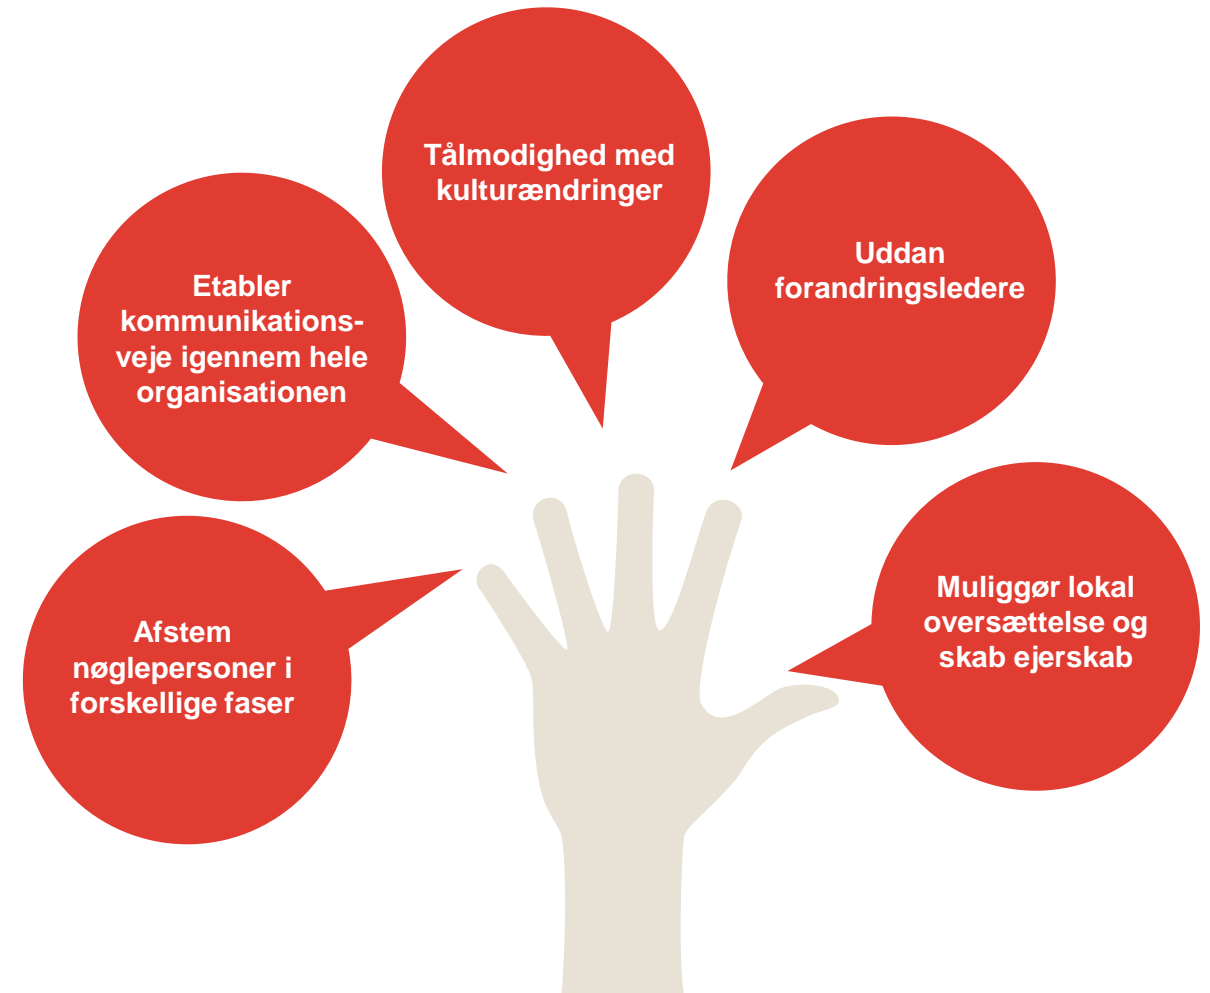 Tålmodighed med
kulturændringer
Uddan
forandringsledere
Etabler
kommunikations-
veje igennem hele
organisationen
Muliggør lokal
oversættelse og
skab ejerskab
Afstem
nøglepersoner i
forskellige faser